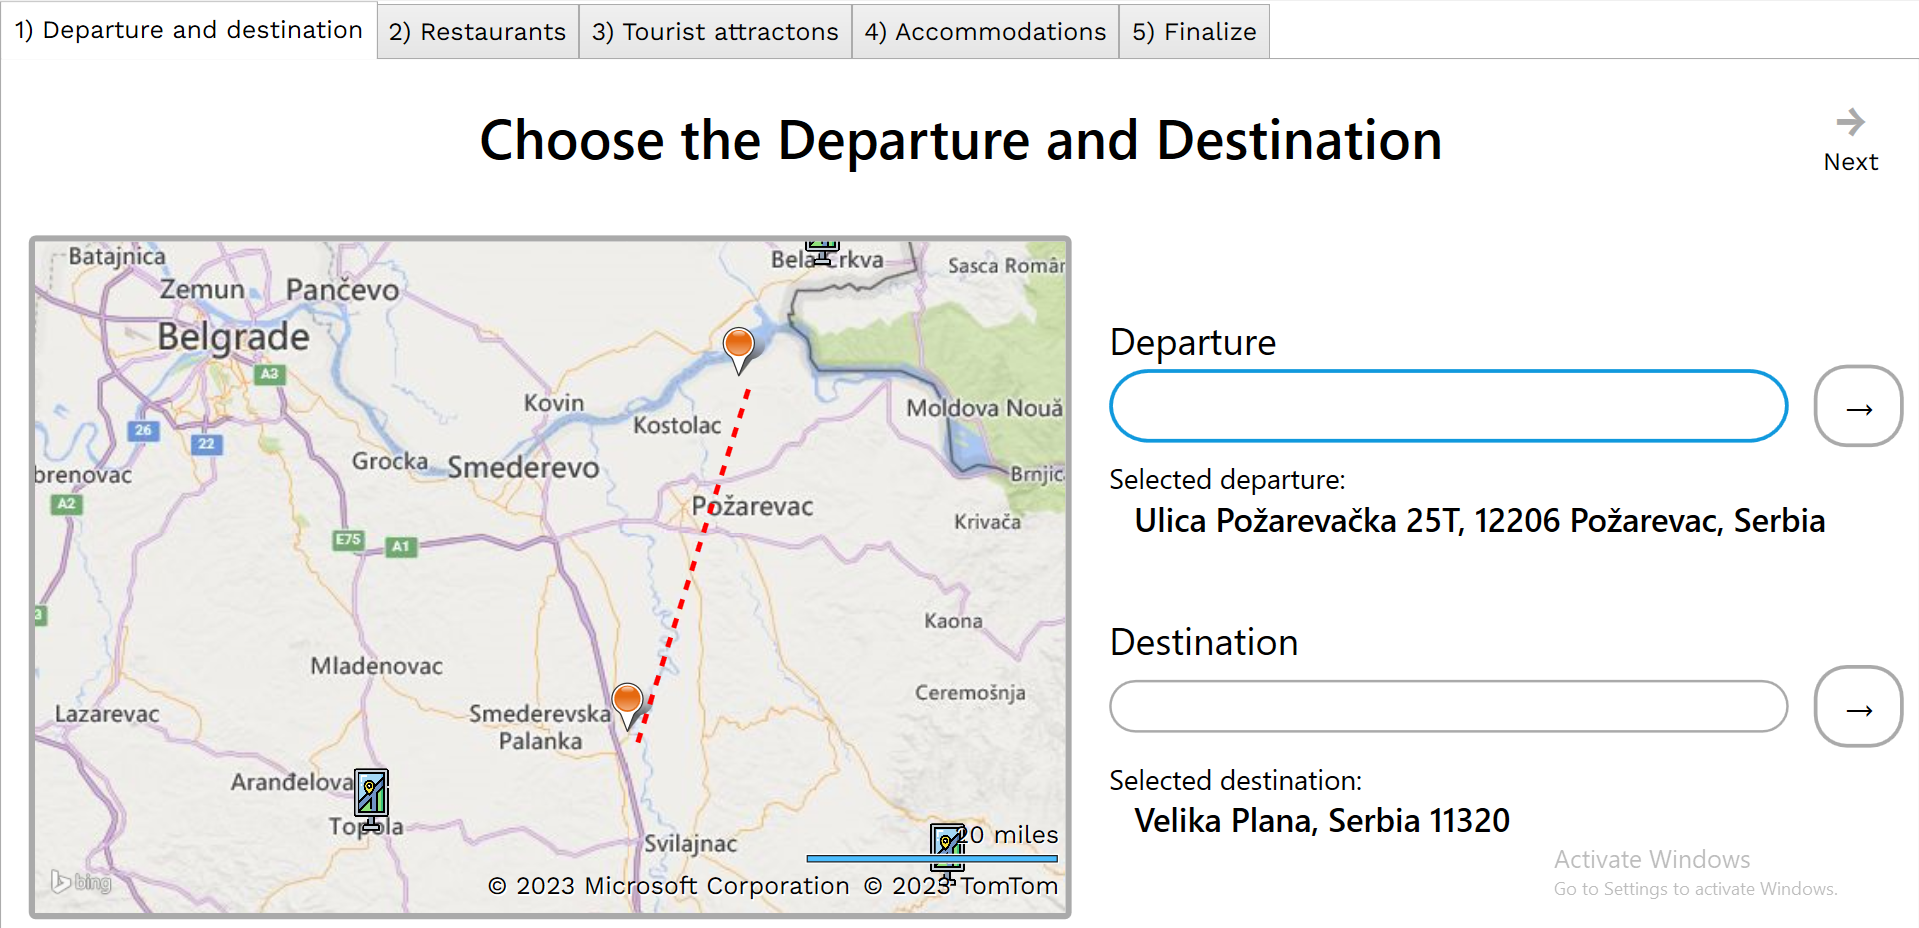 1) Departure and destination
2) Restaurants
3) Tourist attractons
4) Accommodations
5) Finalize
Choose the Departure and Destination
Next
Batajnica
Zemun
Pančevo
Belgrade
A3
26
22
Bela Crkva
Sasca Român
Kovin
Kostolac
Moldova Nouă
Grocka
Smederevo
brenovac
A2
Brnjic
Požarevac
Krivača
E75
A1
3
Kaona
Mladenovac
Ceremošnja
Lazarevac
Smederevska
Palanka
Aranđelova
Topola
Svilajnac
20 miles
bing
© 2023 Microsoft Corporation © 2023 TomTom
Departure
→
Selected departure:
Ulica Požarevačka 25T, 12206 Požarevac, Serbia
Destination
→
Selected destination:
Velika Plana, Serbia 11320
Activate Windows
Go to Settings to activate Windows.